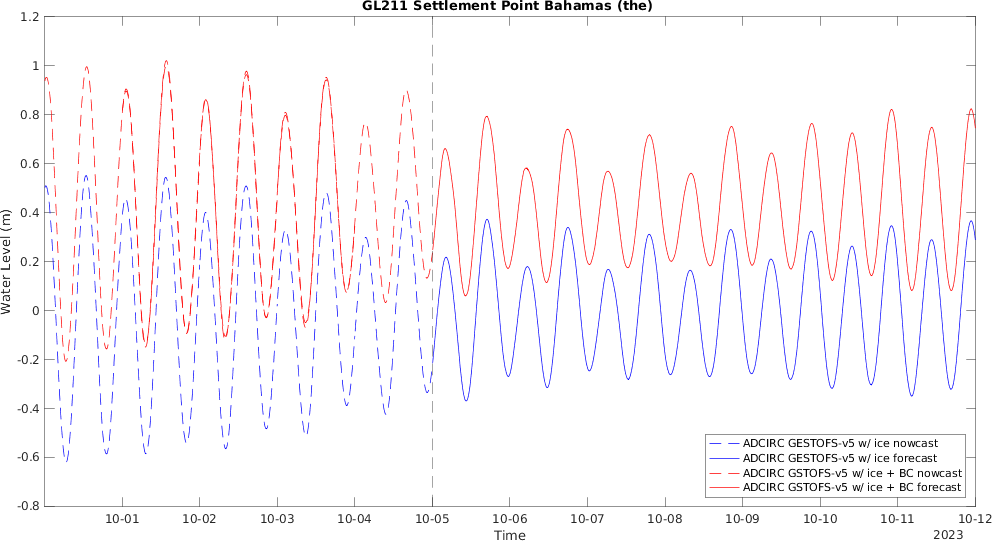 GL211 Settlement Point Bahamas (the)
1.2
1
0.8
0.6
0.4
0.2
0
-0.2
-0.4
-0.6
-0.8
Water Level (m)
ADCIRC GESTOFS-v5 w/ ice nowcast
ADCIRC GESTOFS-v5 w/ ice forecast
ADCIRC GSTOFS-v5 w/ ice + BC nowcast
ADCIRC GSTOFS-v5 w/ ice + BC forecast
10-01 10-02 10-03 10-04 10-05 10-06 10-07 10-08 10-09 10-10 10-11 10-12
Time
2023